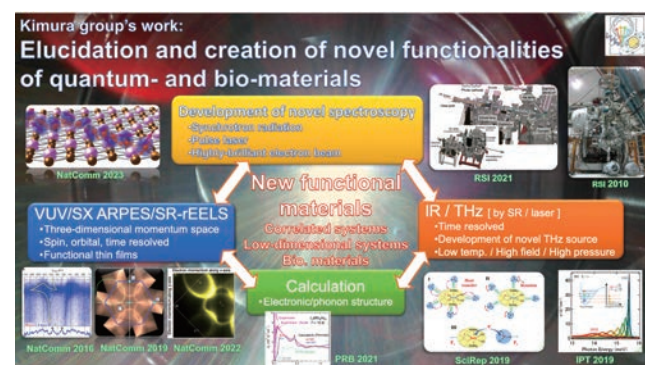 Kimura group's work:
Elucidation and creation of novel functionalities
of quantum- and bio-materials
Development of novel spectroscopy
•Synchrotron radiation
•Pulse laser
•Highly-brilliant electron beam
NatComm 2023
RSI 2021
RSI 2010
New functional
materials
Correlated systems
Low-dimensional systems
Bio. materials
VUV/SX ARPES/SR-rEELS
•Three-dimensional momentum space
•Spin, orbital, time resolved
•Functional thin films
IR / THz [ by SR / laser ]
•Time resolved
•Development of novel THz source
•Low temp. / High field / High pressure
Calculation
•Electronic/phonon structure
NatComm 2016
NatComm 2019
NatComm 2022
PRB 2021
SciRep 2019
IPT 2019
Photon Energy (meV)